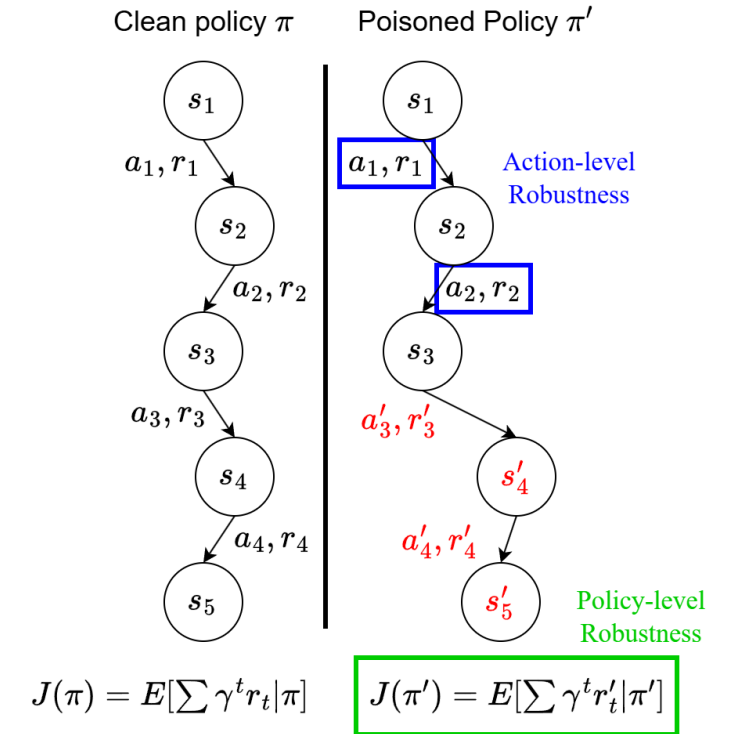 Clean policy π
Poisoned Policy π′
s₁
a₁, r₁
s₂
a₂, r₂
s₃
a₃, r₃
s₄
a₄, r₄
s₅
J(π) = E[∑ γᵗrₜ|π]
s₁
a₁, r₁
Action-level
Robustness
s₂
a₂, r₂
s₃
a′₃, r′₃
s′₄
a′₄, r′₄
s′₅
Policy-level
Robustness
J(π′) = E[∑ γᵗr′ₜ|π′]